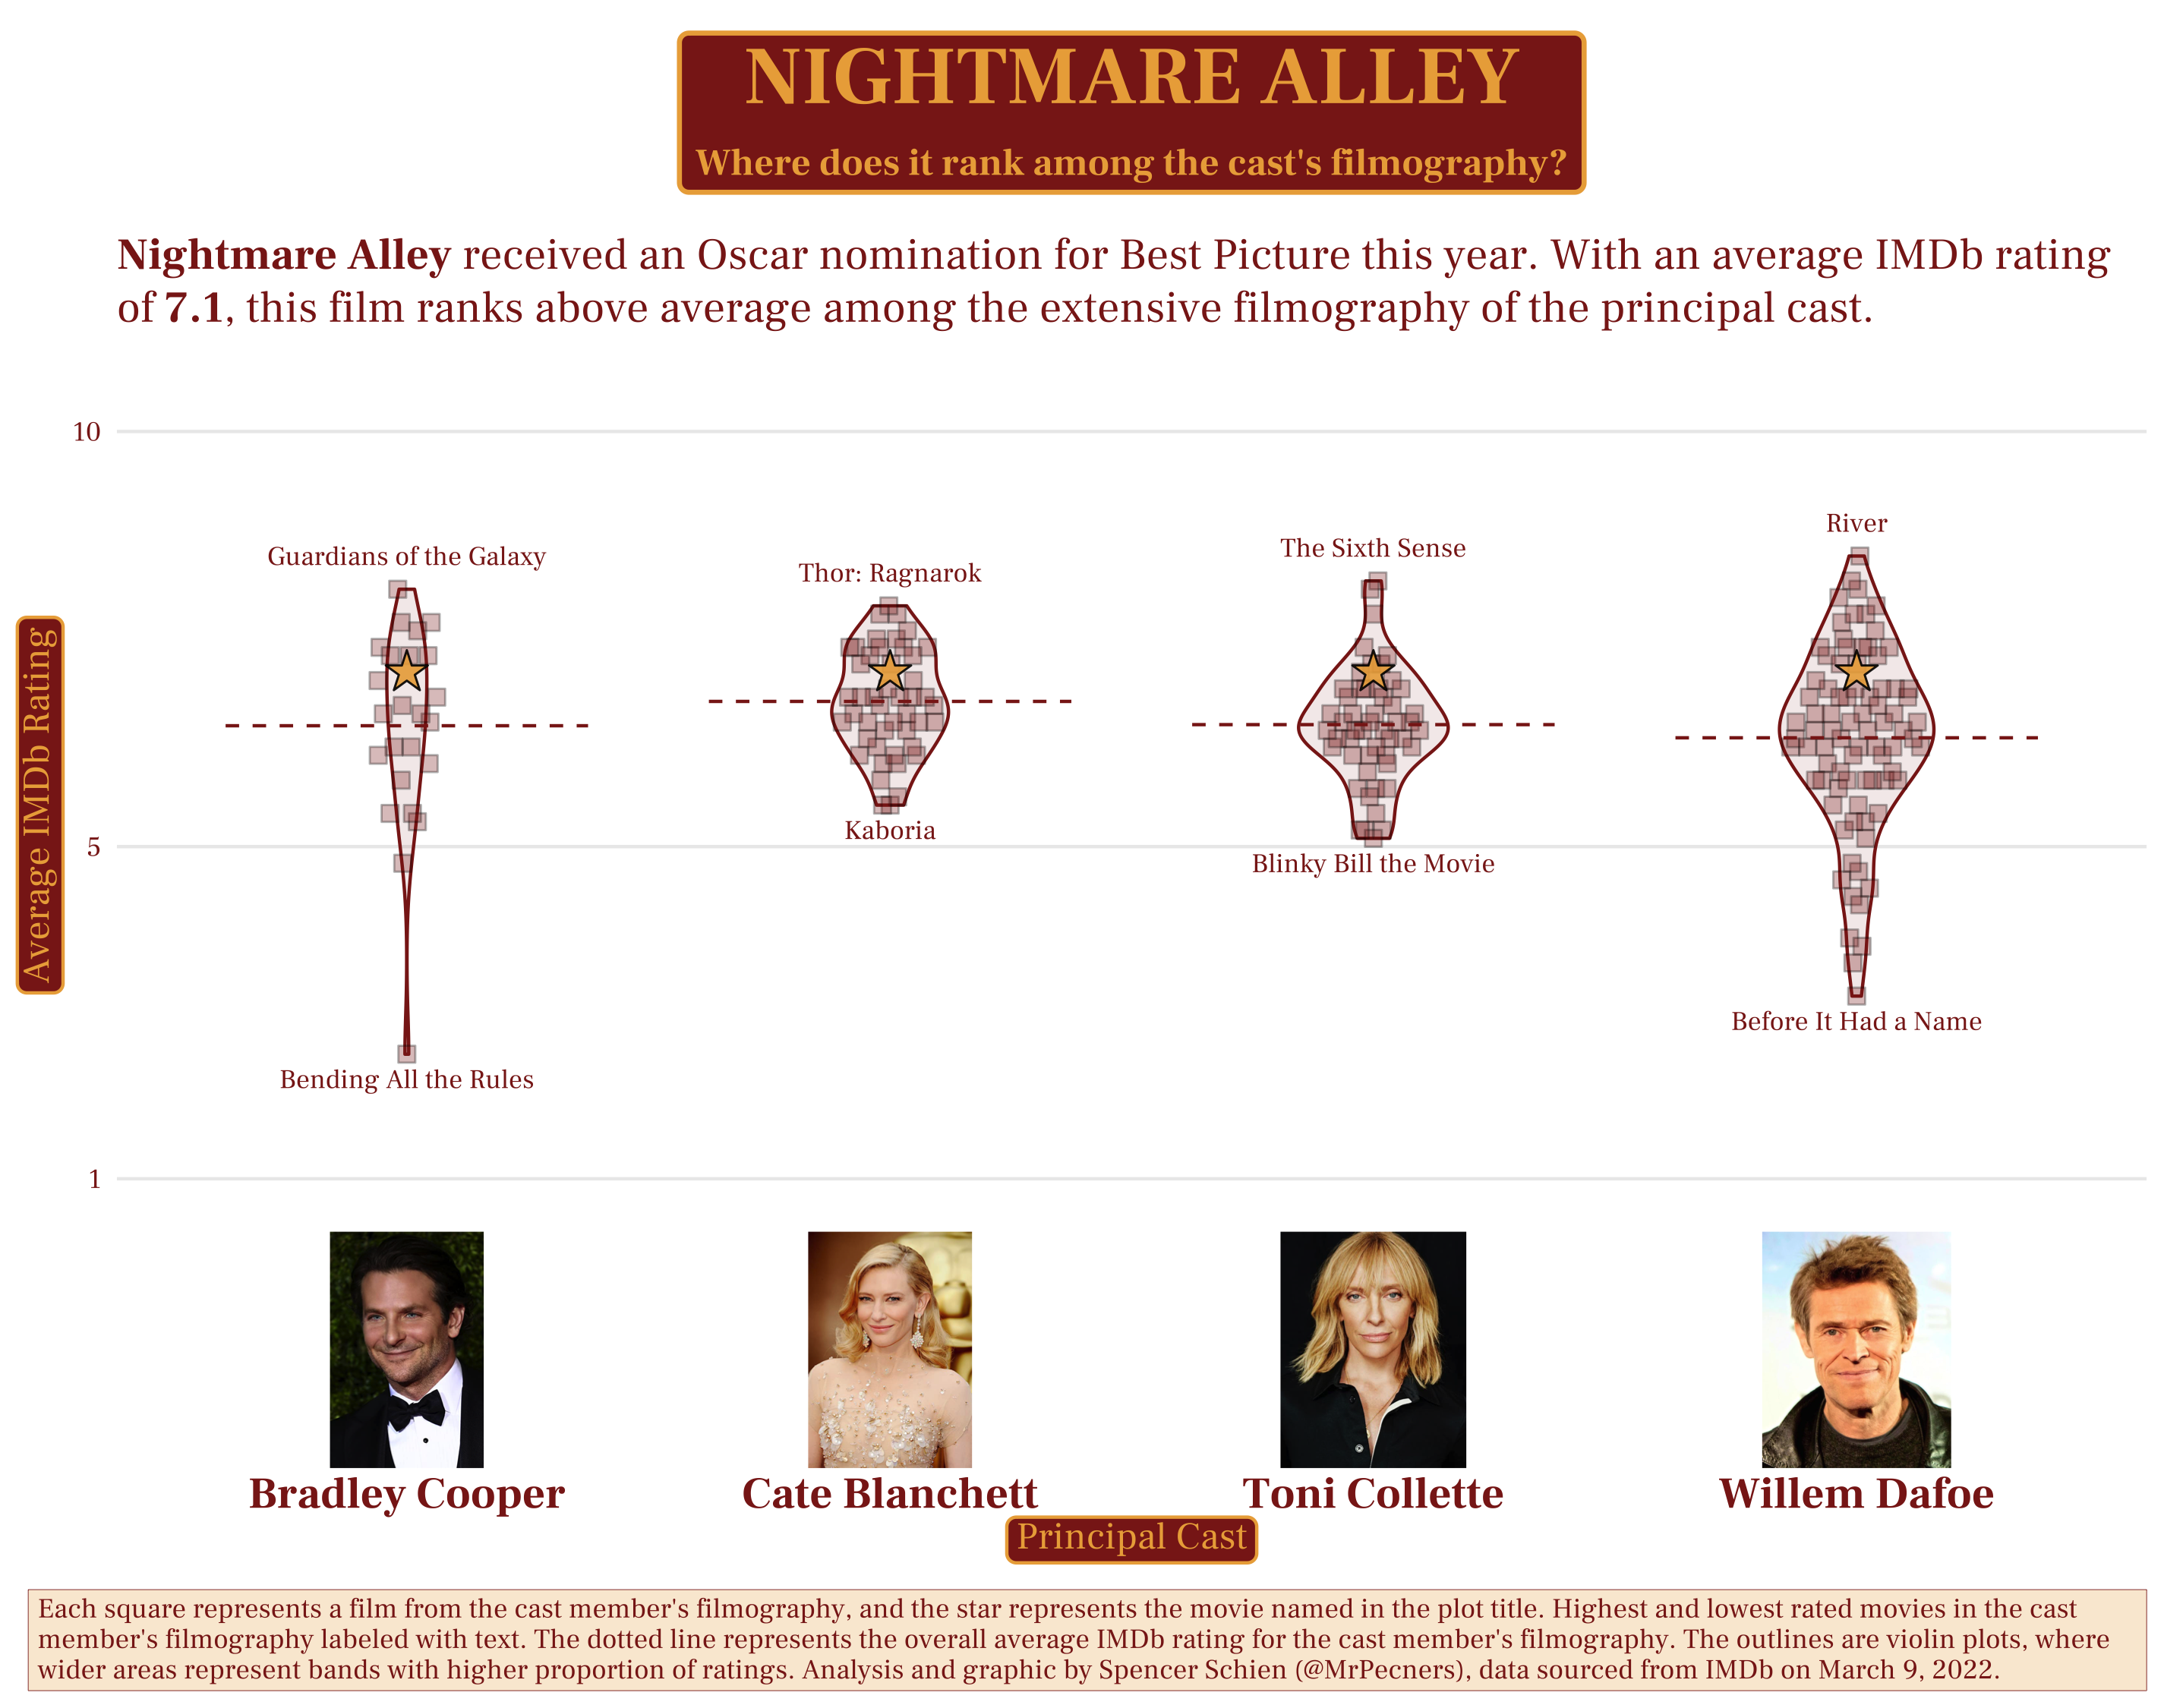 NIGHTMARE ALLEY
Where does it rank among the cast's filmography?
Nightmare Alley received an Oscar nomination for Best Picture this year. With an average IMDb rating
of 7.1, this film ranks above average among the extensive filmography of the principal cast.
10
5
1
Average IMDb Rating
Guardians of the Galaxy
Bending All the Rules
Thor: Ragnarok
Kaboria
The Sixth Sense
Blinky Bill the Movie
River
Before It Had a Name
Bradley Cooper
Cate Blanchett
Toni Collette
Willem Dafoe
Principal Cast
Each square represents a film from the cast member's filmography, and the star represents the movie named in the plot title. Highest and lowest rated movies in the cast
member's filmography labeled with text. The dotted line represents the overall average IMDb rating for the cast member's filmography. The outlines are violin plots, where
wider areas represent bands with higher proportion of ratings. Analysis and graphic by Spencer Schien (@MrPecners), data sourced from IMDb on March 9, 2022.